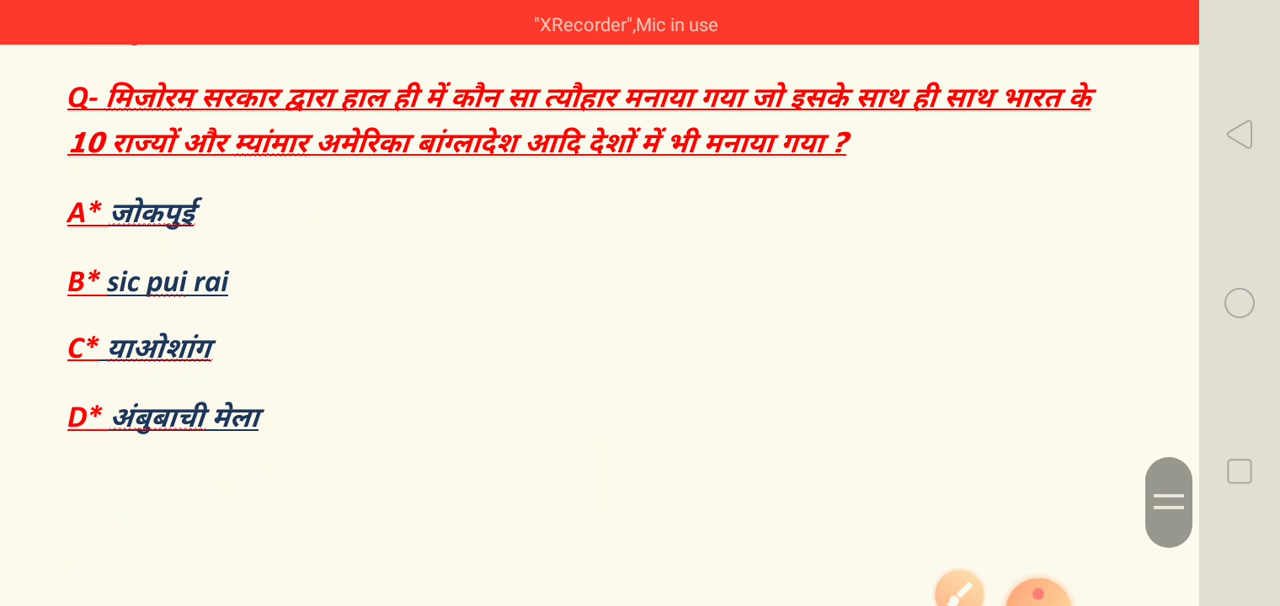 "XRecorder",Mic in use
Q- मिजोरम सरकार द्वारा हाल ही में कौन सा त्यौहार मनाया गया जो इसके साथ ही साथ भारत के
10 राज्यों और म्यांमार अमेरिका बांग्लादेश आदि देशों में भी मनाया गया ?
A* जोकपुई
B* sic pui rai
C* याओशांग
D* अंबुबाची मेला